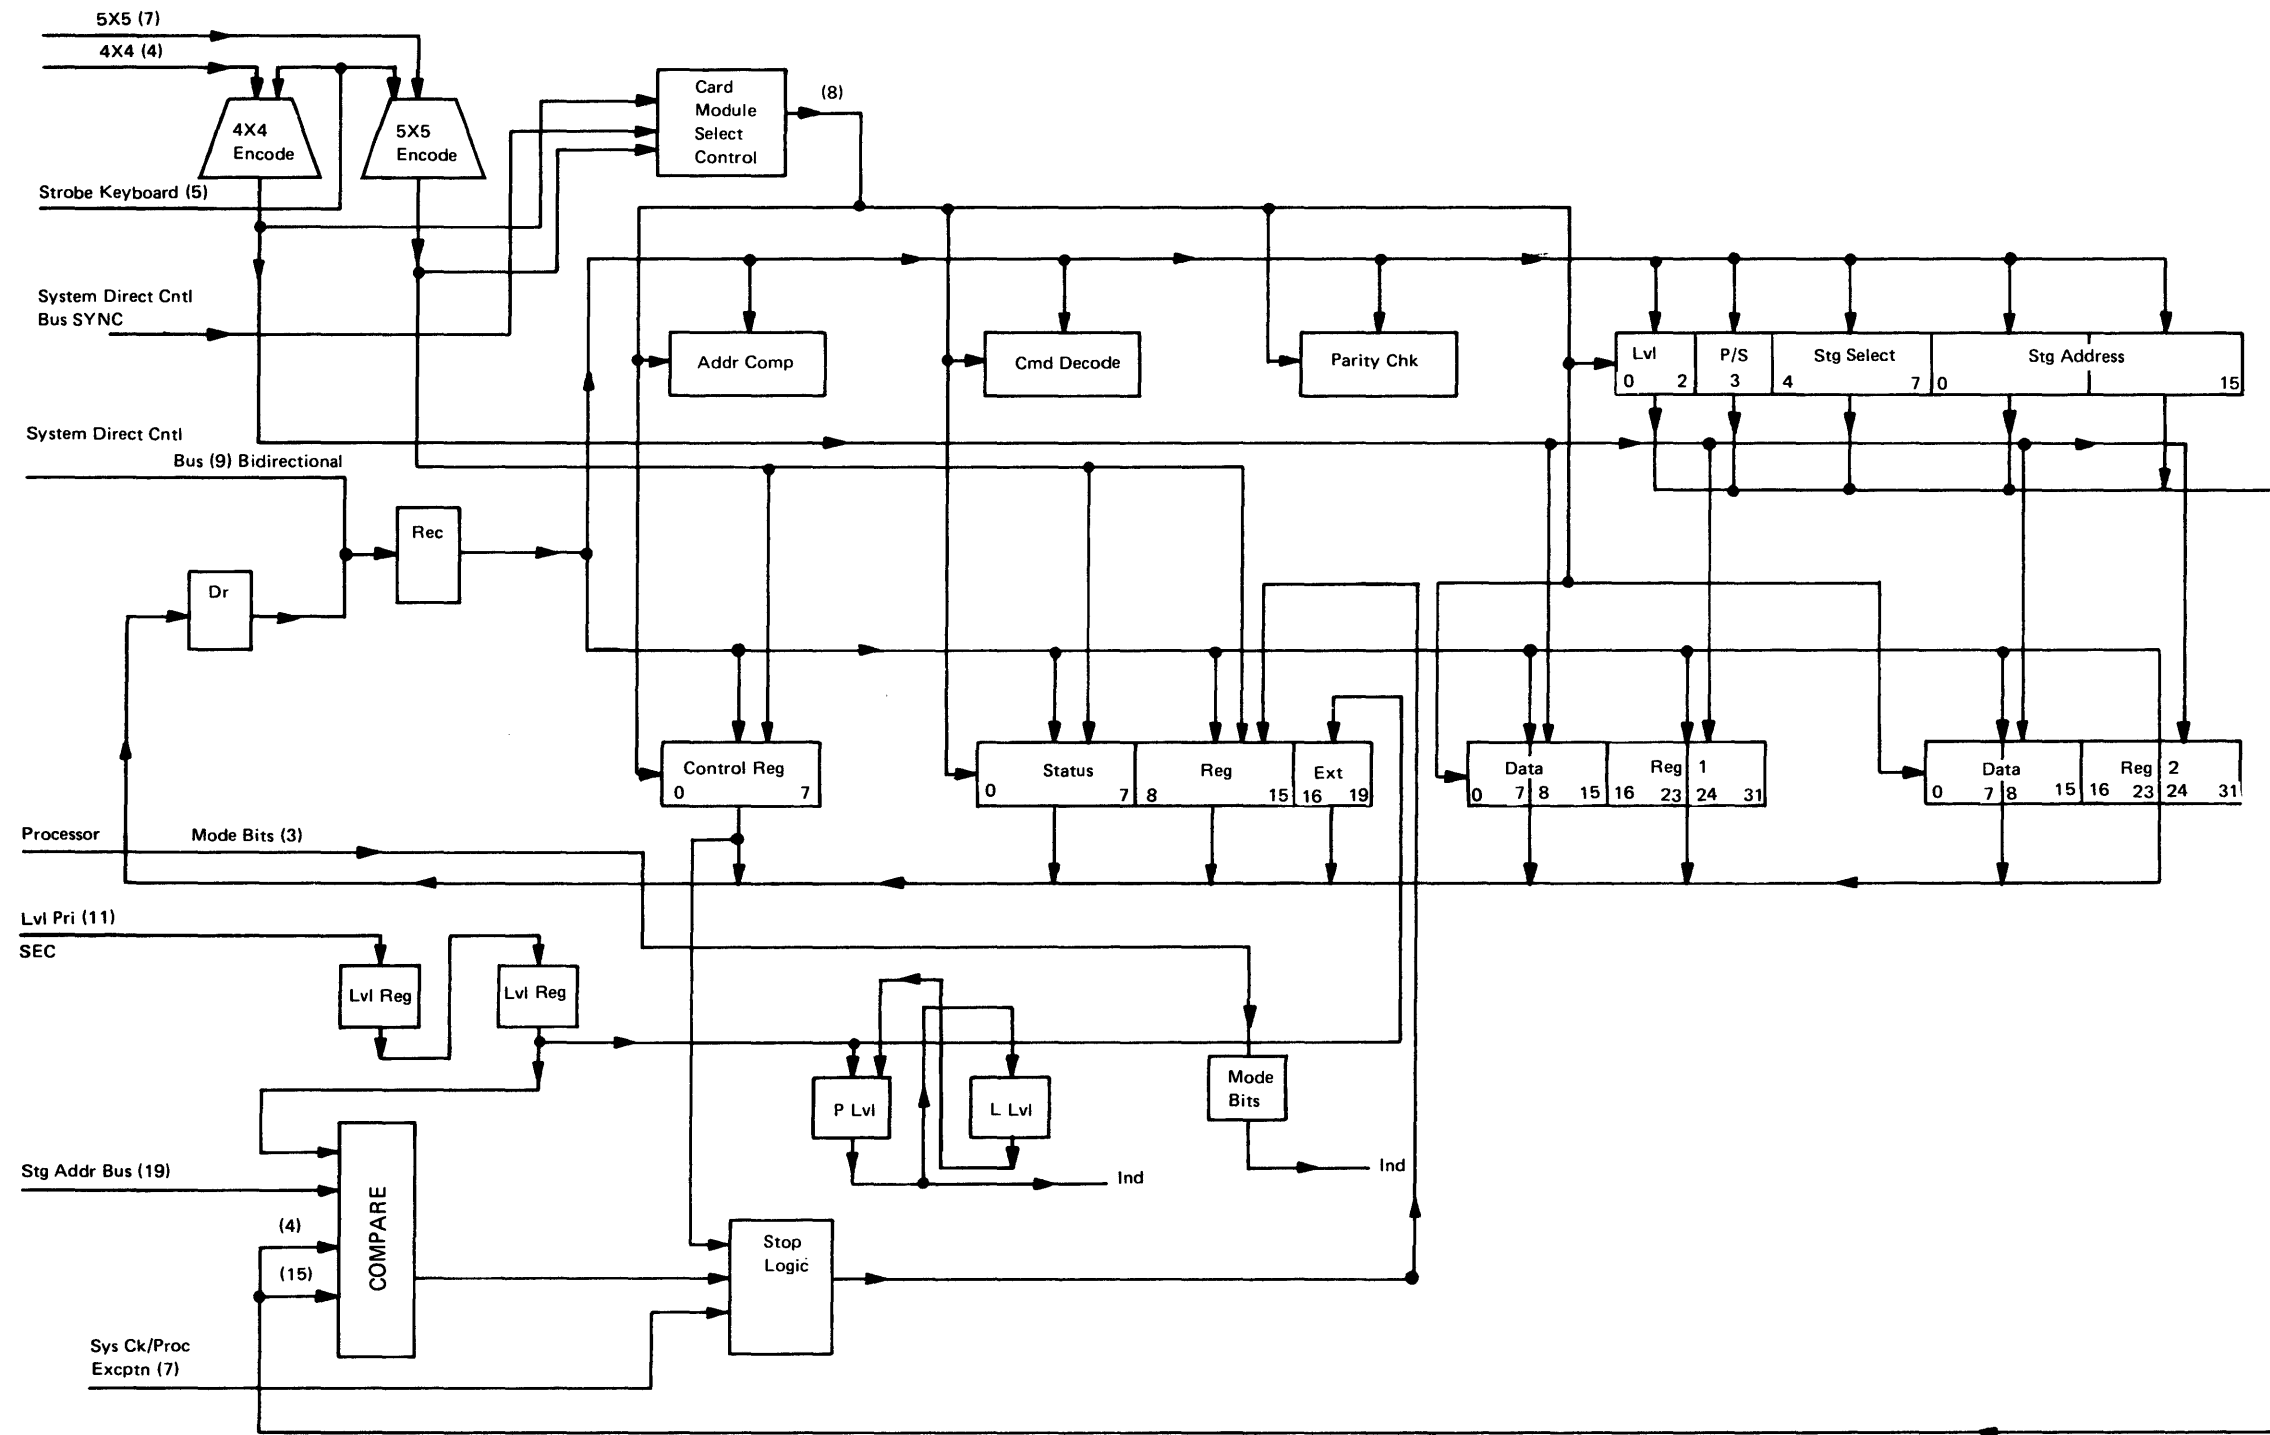 5X5 (7)
4X4 (4)
4X4
Encode
5X5
Encode
Card
Module
Select
Control
(8)
Strobe Keyboard (5)
System Direct Cntl
Bus SYNC
Addr Comp
Cmd Decode
Parity Chk
Lvl
0 2
P/S
3
Stg Select
4 7
Stg Address
0 15
System Direct Cntl
Bus (9) Bidirectional
Rec
Dr
Control Reg
0 7
Status
0 7
Reg
8 15
Ext
16 19
Data Reg 1
0 7 8 15 16 23 24 31
Data Reg 2
0 7 8 15 16 23 24 31
Processor Mode Bits (3)
Lvl Pri (11)
SEC
Lvl Reg
Lvl Reg
P Lvl
L Lvl
Mode
Bits
Ind
Ind
Stg Addr Bus (19)
(4)
(15)
COMPARE
Stop
Logic
Sys Ck/Proc
Excptn (7)